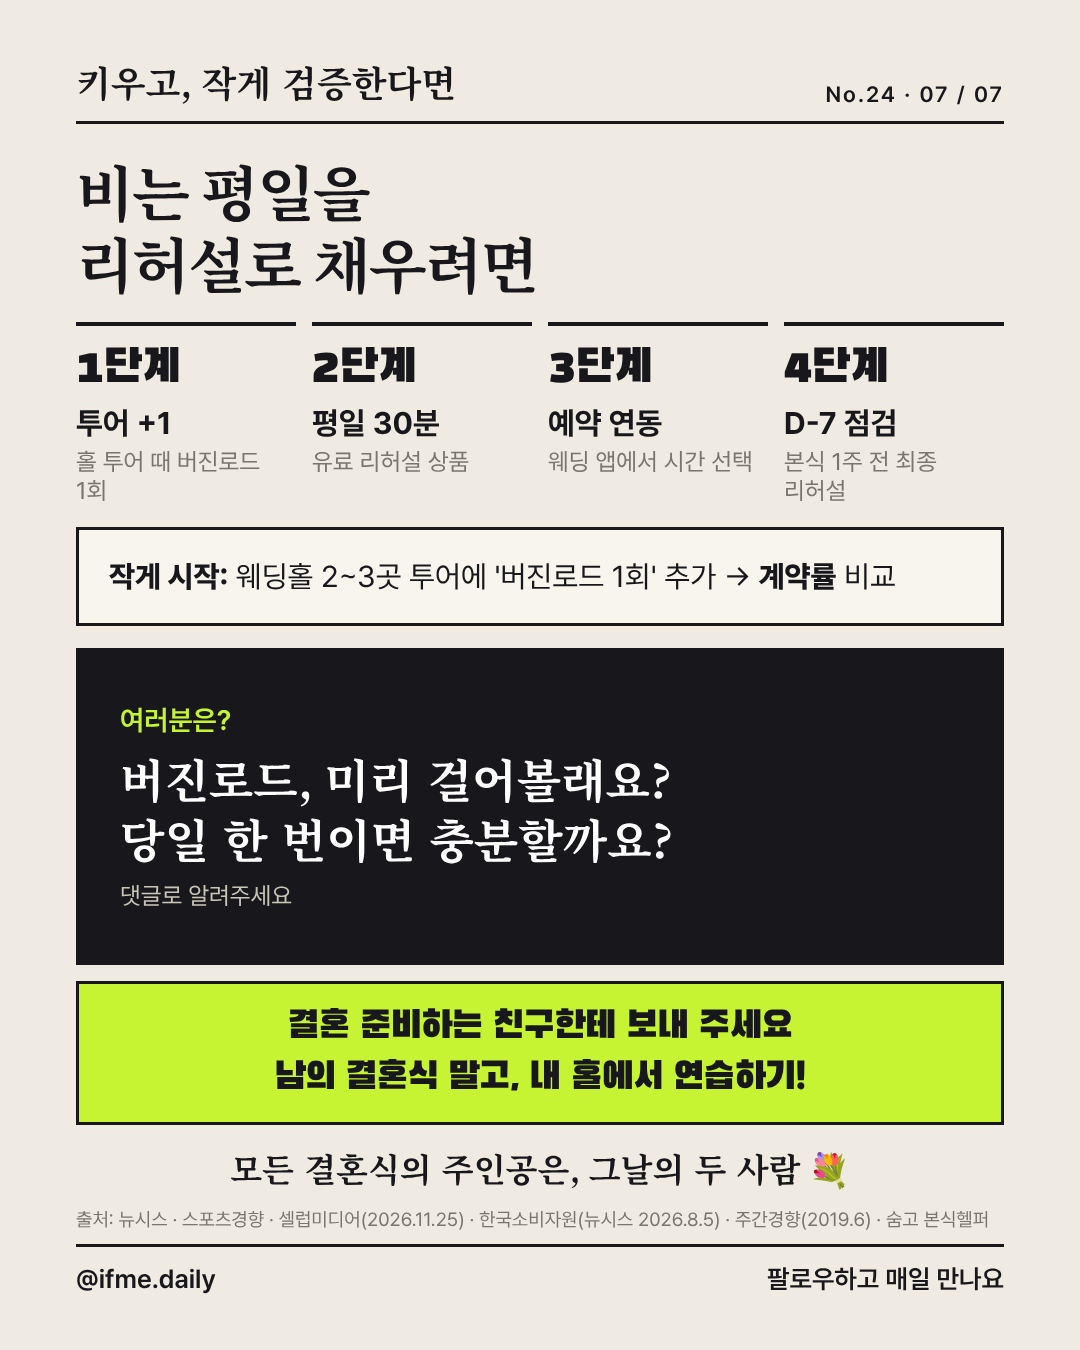 키우고, 작게 검증한다면
No.24 · 07 / 07
비는 평일을
리허설로 채우려면
1단계
투어 +1
홀 투어 때 버진로드
1회
2단계
평일 30분
유료 리허설 상품
3단계
예약 연동
웨딩 앱에서 시간 선택
4단계
D-7 점검
본식 1주 전 최종
리허설
작게 시작: 웨딩홀 2~3곳 투어에 '버진로드 1회' 추가 → 계약률 비교
여러분은?
버진로드, 미리 걸어볼래요?
당일 한 번이면 충분할까요?
댓글로 알려주세요
결혼 준비하는 친구한테 보내 주세요
남의 결혼식 말고, 내 홀에서 연습하기!
모든 결혼식의 주인공은, 그날의 두 사람 💐
출처: 뉴시스 · 스포츠경향 · 셀럽미디어(2026.11.25) · 한국소비자원(뉴시스 2026.8.5) · 주간경향(2019.6) · 숨고 본식헬퍼
@ifme.daily
팔로우하고 매일 만나요